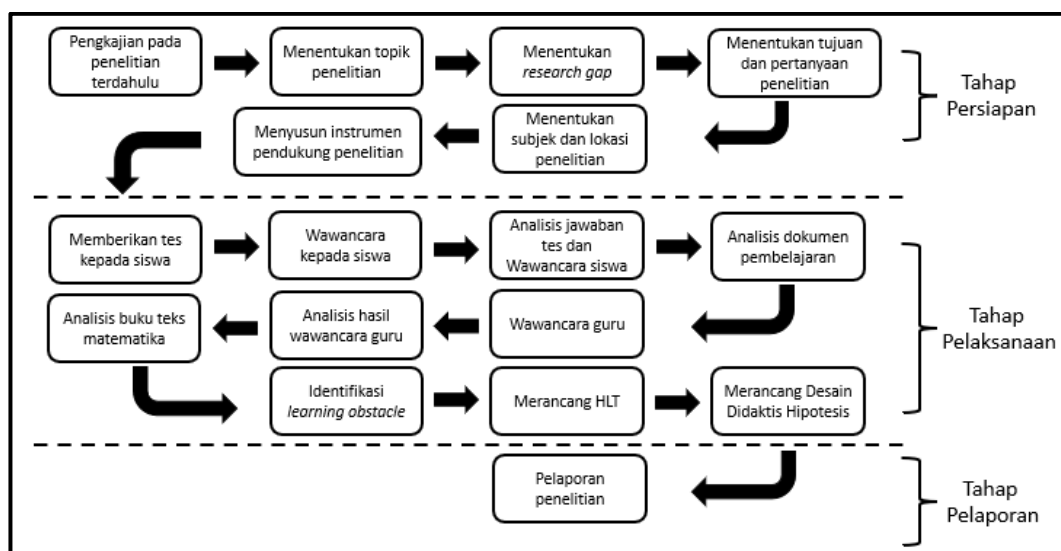 Pengkajian pada
penelitian
terdahulu
Menentukan topik
penelitian
Menentukan
research gap
Menentukan tujuan
dan pertanyaan
penelitian
Tahap
Persiapan
Menentukan
subjek dan lokasi
penelitian
Menyusun instrumen
pendukung penelitian
Memberikan tes
kepada siswa
Wawancara
kepada siswa
Analisis jawaban
tes dan
Wawancara siswa
Analisis dokumen
pembelajaran
Tahap
Pelaksanaan
Wawancara guru
Analisis hasil
wawancara guru
Analisis buku teks
matematika
Identifikasi
learning obstacle
Merancang HLT
Merancang Desain
Didaktis Hipotesis
Pelaporan
penelitian
Tahap
Pelaporan